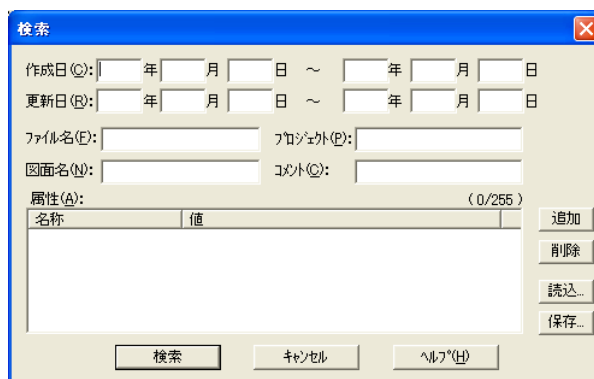 検索
作成日(C): 年 月 日 ～ 年 月 日
更新日(R): 年 月 日 ～ 年 月 日
ﾌｧｲﾙ名(F): ﾌﾟﾛｼﾞｪｸﾄ(P):
図面名(N): ｺﾒﾝﾄ(C):
属性(A): (0/255)
名称 値
追加
削除
読込...
保存...
検索 ｷｬﾝｾﾙ ﾍﾙﾌﾟ(H)